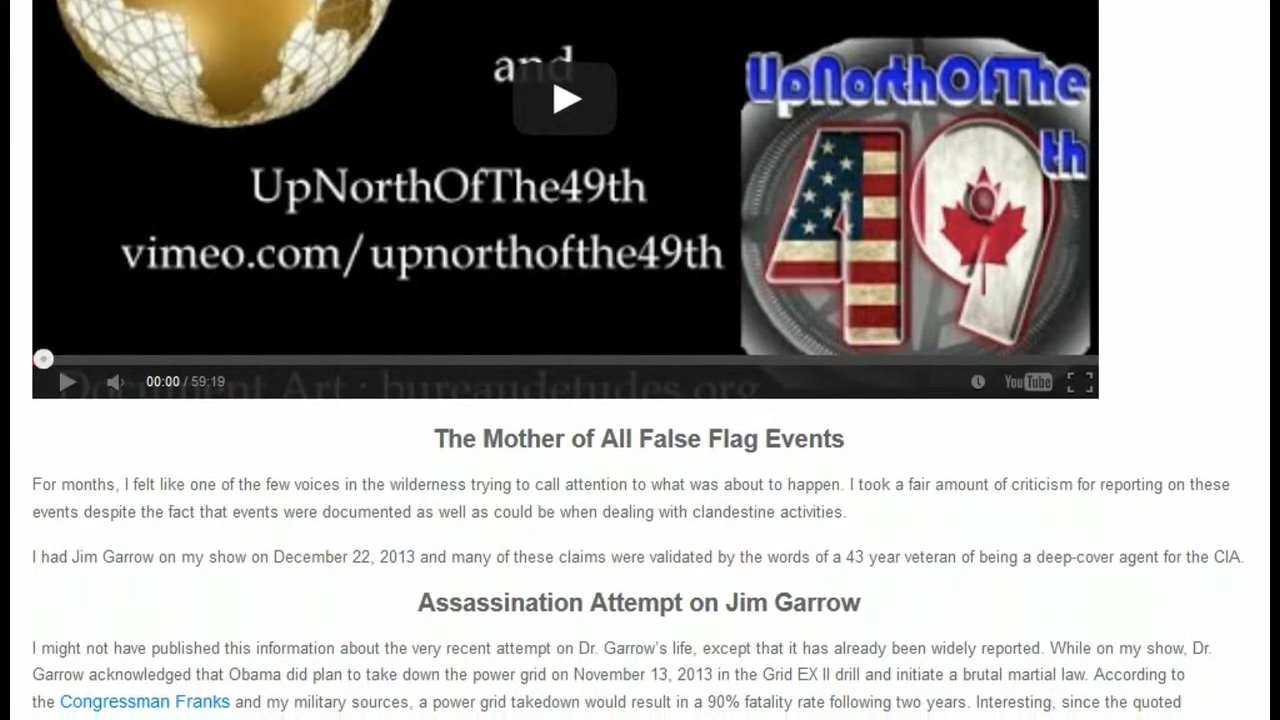 and
UpNorthOfThe
th
49
UpNorthOfThe49th
vimeo.com/upnorthofthe49th
Document Art : bureaudetudes.org
00:00 / 59:19
YouTube
The Mother of All False Flag Events
For months, I felt like one of the few voices in the wilderness trying to call attention to what was about to happen. I took a fair amount of criticism for reporting on these
events despite the fact that events were documented as well as could be when dealing with clandestine activities.
I had Jim Garrow on my show on December 22, 2013 and many of these claims were validated by the words of a 43 year veteran of being a deep-cover agent for the CIA.
Assassination Attempt on Jim Garrow
I might not have published this information about the very recent attempt on Dr. Garrow's life, except that it has already been widely reported. While on my show, Dr.
Garrow acknowledged that Obama did plan to take down the power grid on November 13, 2013 in the Grid EX II drill and initiate a brutal martial law. According to
the Congressman Franks and my military sources, a power grid takedown would result in a 90% fatality rate following two years. Interesting, since the quoted